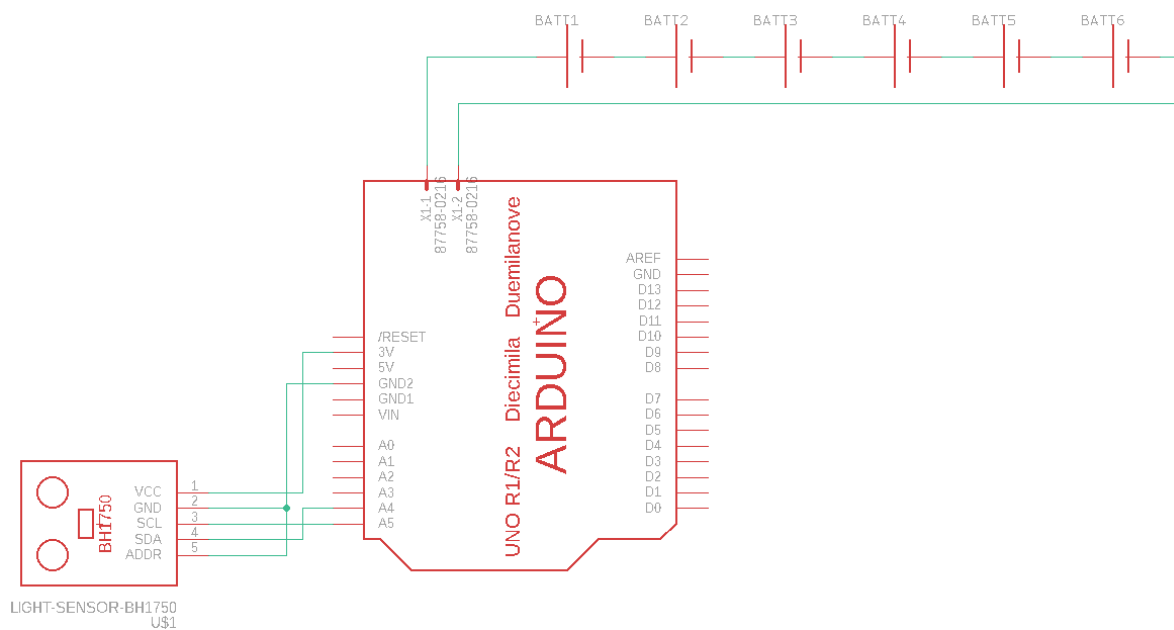 BATT1 BATT2 BATT3 BATT4 BATT5 BATT6
X1-1
87758-0216
X1-2
87758-0216
UNO R1/R2 Diecimila Duemilanove
ARDUINO
/RESET
3V
5V
GND2
GND1
VIN
A0
A1
A2
A3
A4
A5
AREF
GND
D13
D12
D11
D10
D9
D8
D7
D6
D5
D4
D3
D2
D1
D0
VCC 1
GND 2
SCL 3
SDA 4
ADDR 5
BH1750
LIGHT-SENSOR-BH1750
U$1